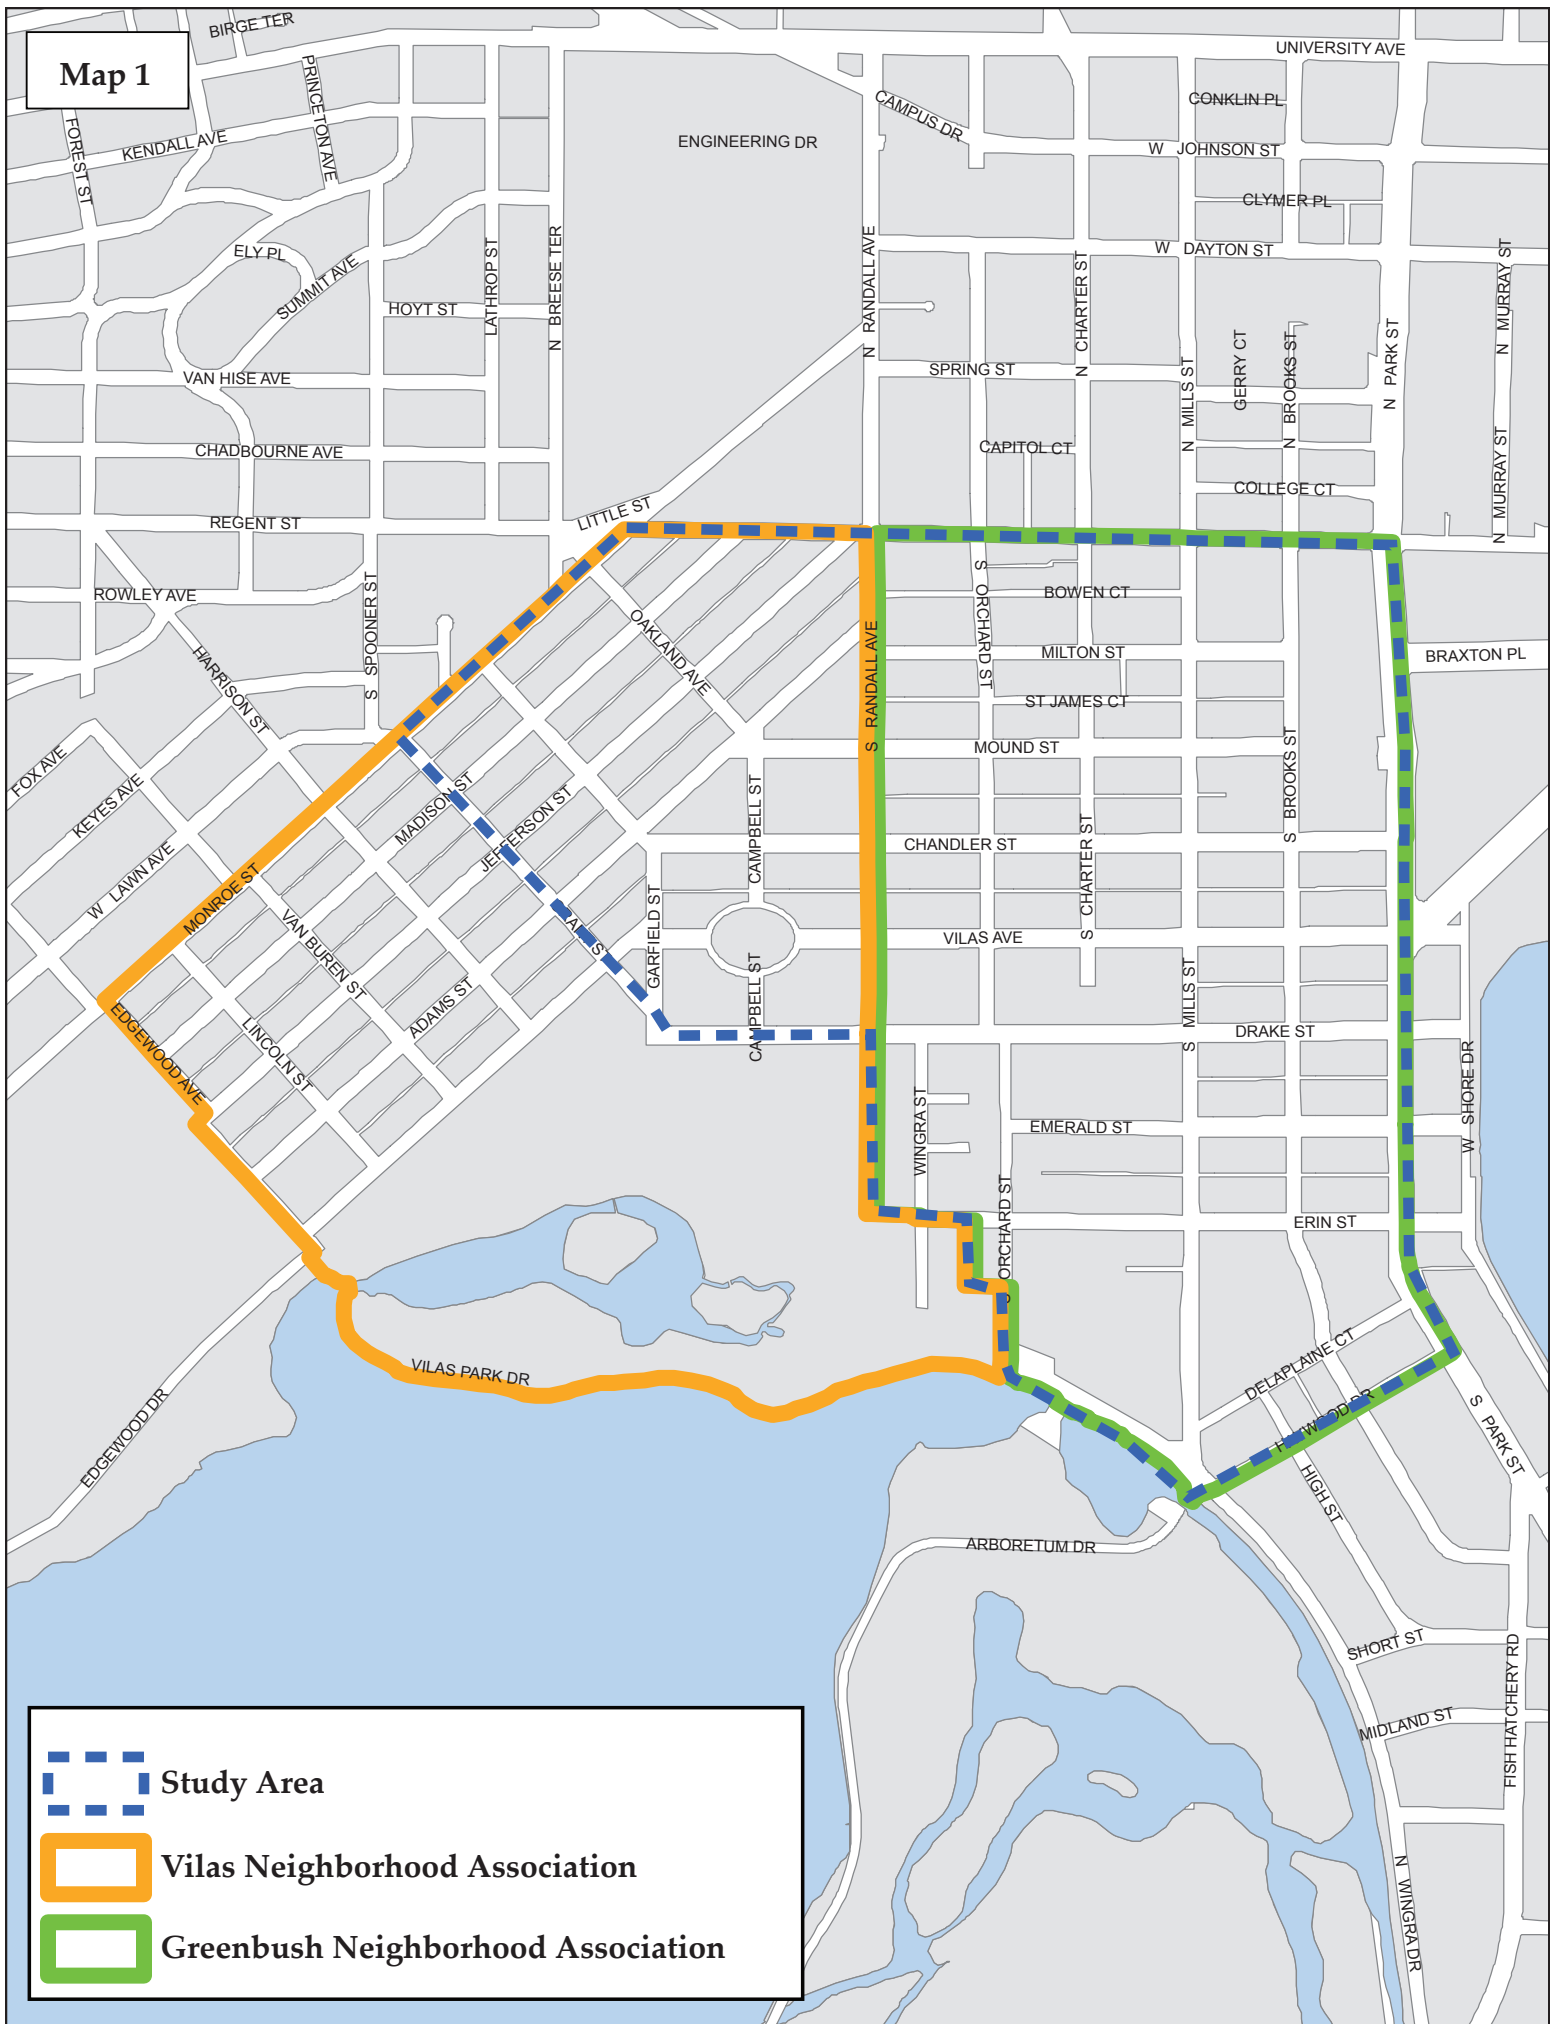 Map 1
BIRGE TER
UNIVERSITY AVE
PRINCETON AVE
CONKLIN PL
CAMPUS DR
FOREST ST
KENDALL AVE
ENGINEERING DR
W JOHNSON ST
CLYMER PL
ELY PL
SUMMIT AVE
LATHROP ST
N BREESE TER
N RANDALL AVE
N CHARTER ST
W DAYTON ST
N MURRAY ST
HOYT ST
GERRY CT
N PARK ST
N MILLS ST
N BROOKS ST
VAN HISE AVE
SPRING ST
CHADBOURNE AVE
CAPITOL CT
N MURRAY ST
COLLEGE CT
REGENT ST
LITTLE ST
ROWLEY AVE
S SPOONER ST
OAKLAND AVE
S RANDALL AVE
S ORCHARD ST
BOWEN CT
MILTON ST
BRAXTON PL
HARRISON ST
ST JAMES CT
MOUND ST
FOX AVE
KEYES AVE
MADISON ST
JEFFERSON ST
CAMPBELL ST
S BROOKS ST
CHANDLER ST
S CHARTER ST
W LAWN AVE
MONROE ST
VAN BUREN ST
GARFIELD ST
VILAS AVE
CAMPBELL ST
S MILLS ST
EDGEWOOD AVE
LINCOLN ST
ADAMS ST
DRAKE ST
W SHORE DR
WINGRA ST
EMERALD ST
S ORCHARD ST
ERIN ST
VILAS PARK DR
DELAPLAINE CT
EDGEWOOD DR
HAYWOOD DR
S PARK ST
HIGH ST
ARBORETUM DR
SHORT ST
FISH HATCHERY RD
MIDLAND ST
N WINGRA DR
Study Area
Vilas Neighborhood Association
Greenbush Neighborhood Association